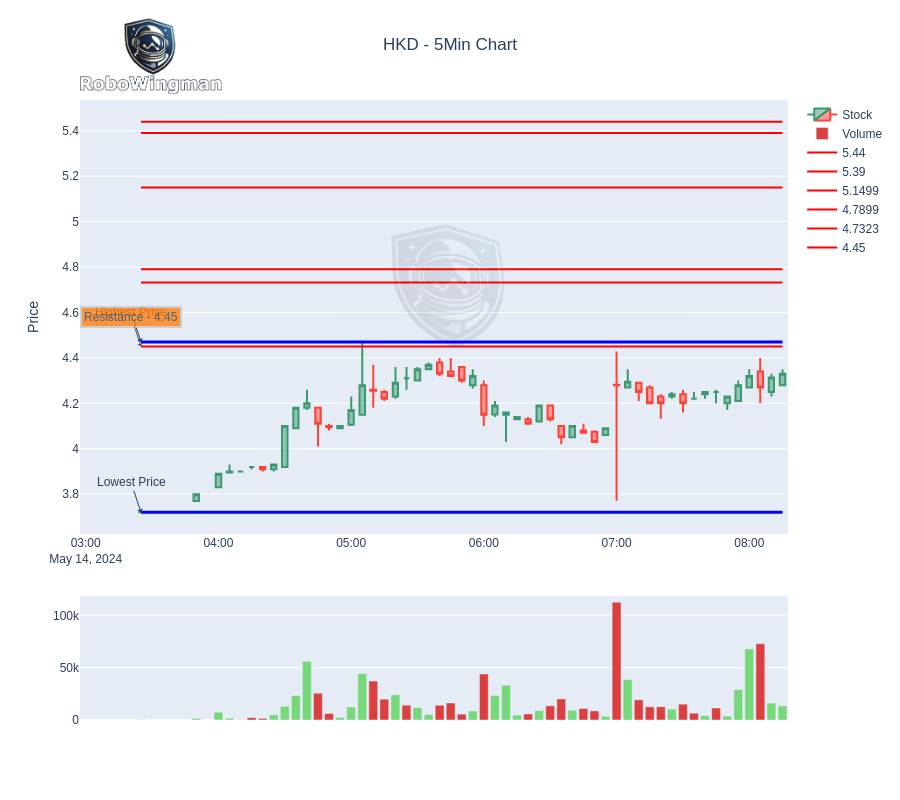 RoboWingman
HKD - 5Min Chart
Stock
Volume
5.44
5.39
5.1499
4.7899
4.7323
4.45
Price
5.4
5.2
5
4.8
4.6
4.4
4.2
4
3.8
Highest Price
Resistance - 4.45
Lowest Price
03:00
04:00
05:00
06:00
07:00
08:00
May 14, 2024
100k
50k
0